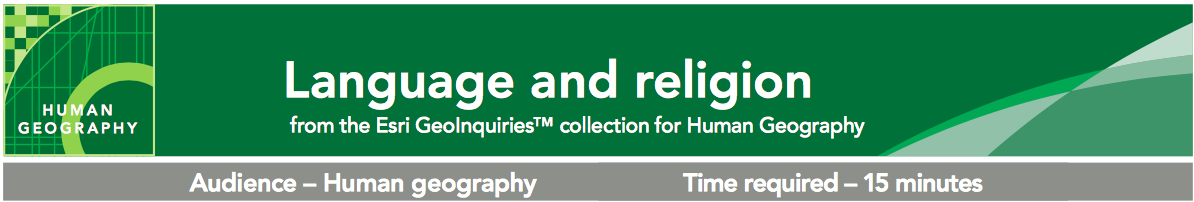 HUMAN
GEOGRAPHY
Language and religion
from the Esri GeoInquiries™ collection for Human Geography
Audience – Human geography
Time required – 15 minutes